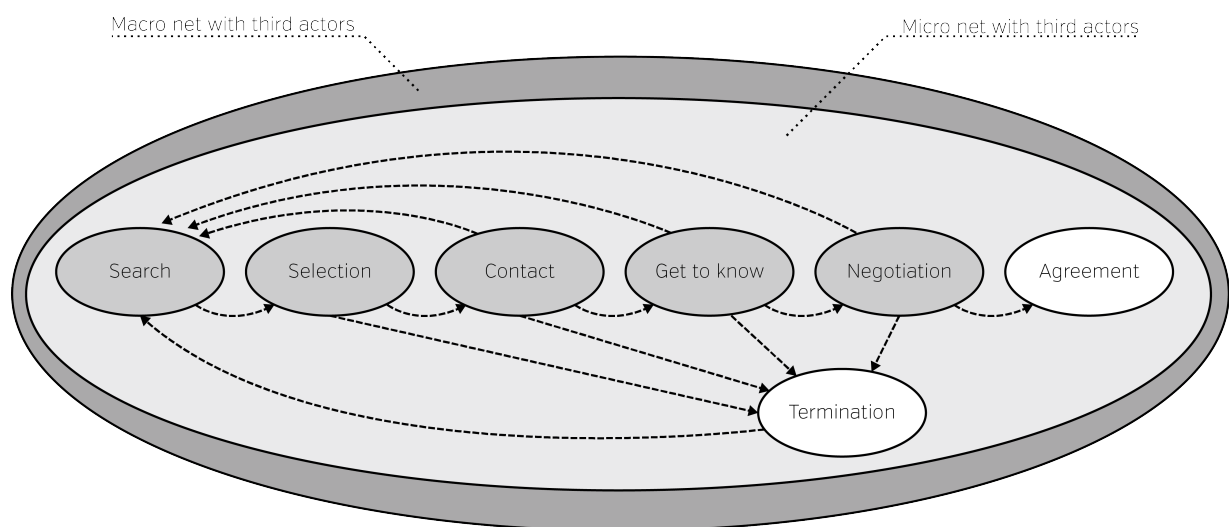 Macro net with third actors
Micro net with third actors
Search
Selection
Contact
Get to know
Negotiation
Agreement
Termination